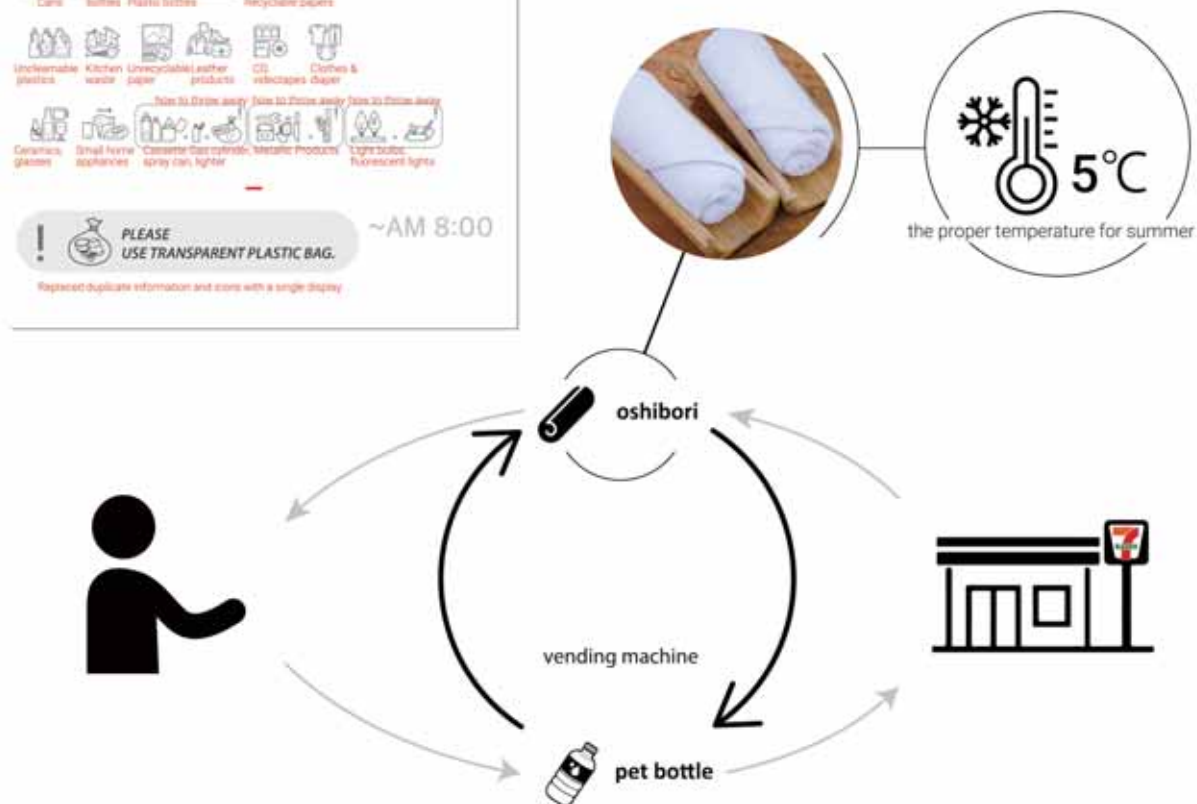 Cans
Bottles
Plastic bottles
Recyclable papers
Uncleamable plastics
Kitchen waste
Unrecyclable paper
Leather products
CD, videotapes
Clothes & diaper
how to throw away
how to throw away
how to throw away
Ceramics, glasses
Small home appliances
Cassette Gas cylinder, spray can, lighter
Metallic Products
Light bulbs, fluorescent lights
PLEASE
USE TRANSPARENT PLASTIC BAG.
~AM 8:00
Replaced duplicate information and icons with a single display
5°C
the proper temperature for summer
oshibori
7
vending machine
pet bottle